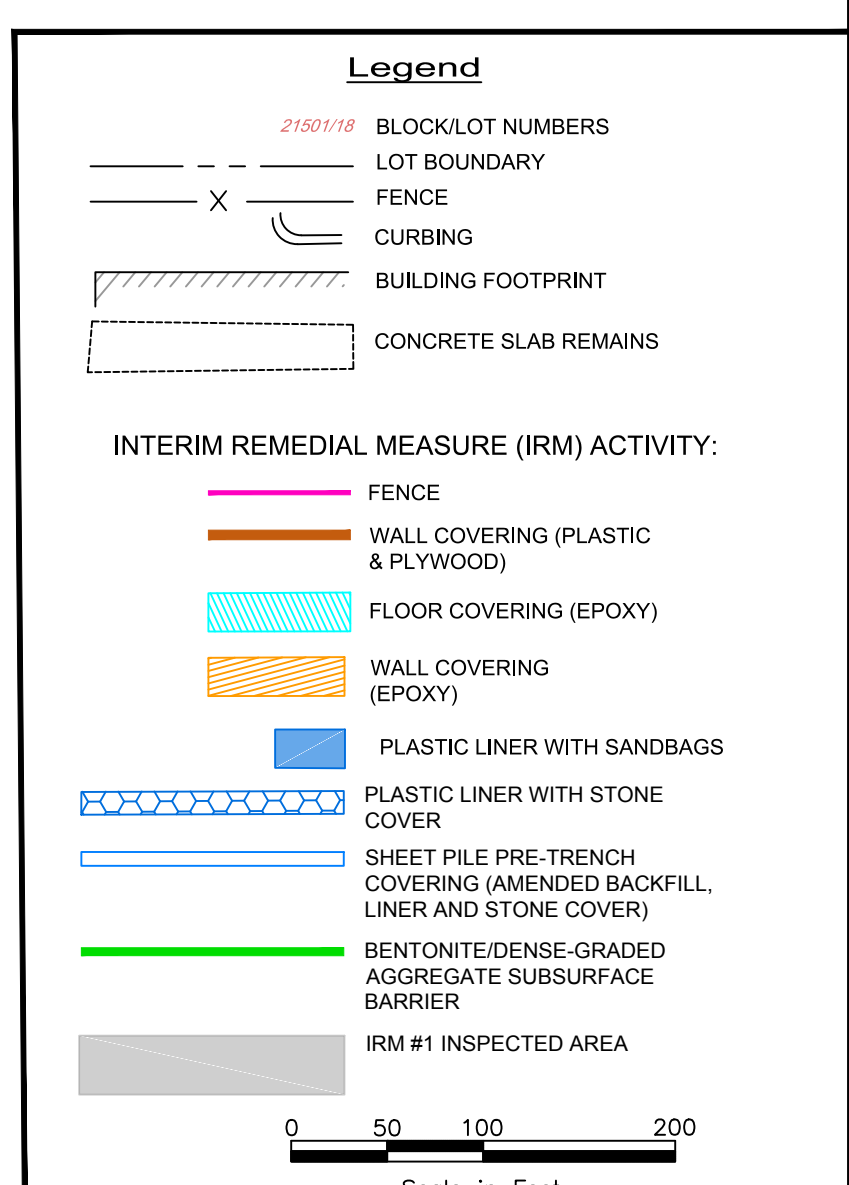 Legend
21501/18 BLOCK/LOT NUMBERS
LOT BOUNDARY
X FENCE
CURBING
BUILDING FOOTPRINT
CONCRETE SLAB REMAINS
INTERIM REMEDIAL MEASURE (IRM) ACTIVITY:
FENCE
WALL COVERING (PLASTIC
& PLYWOOD)
FLOOR COVERING (EPOXY)
WALL COVERING
(EPOXY)
PLASTIC LINER WITH SANDBAGS
PLASTIC LINER WITH STONE
COVER
SHEET PILE PRE-TRENCH
COVERING (AMENDED BACKFILL,
LINER AND STONE COVER)
BENTONITE/DENSE-GRADED
AGGREGATE SUBSURFACE
BARRIER
IRM #1 INSPECTED AREA
0 50 100 200
Scale in Feet